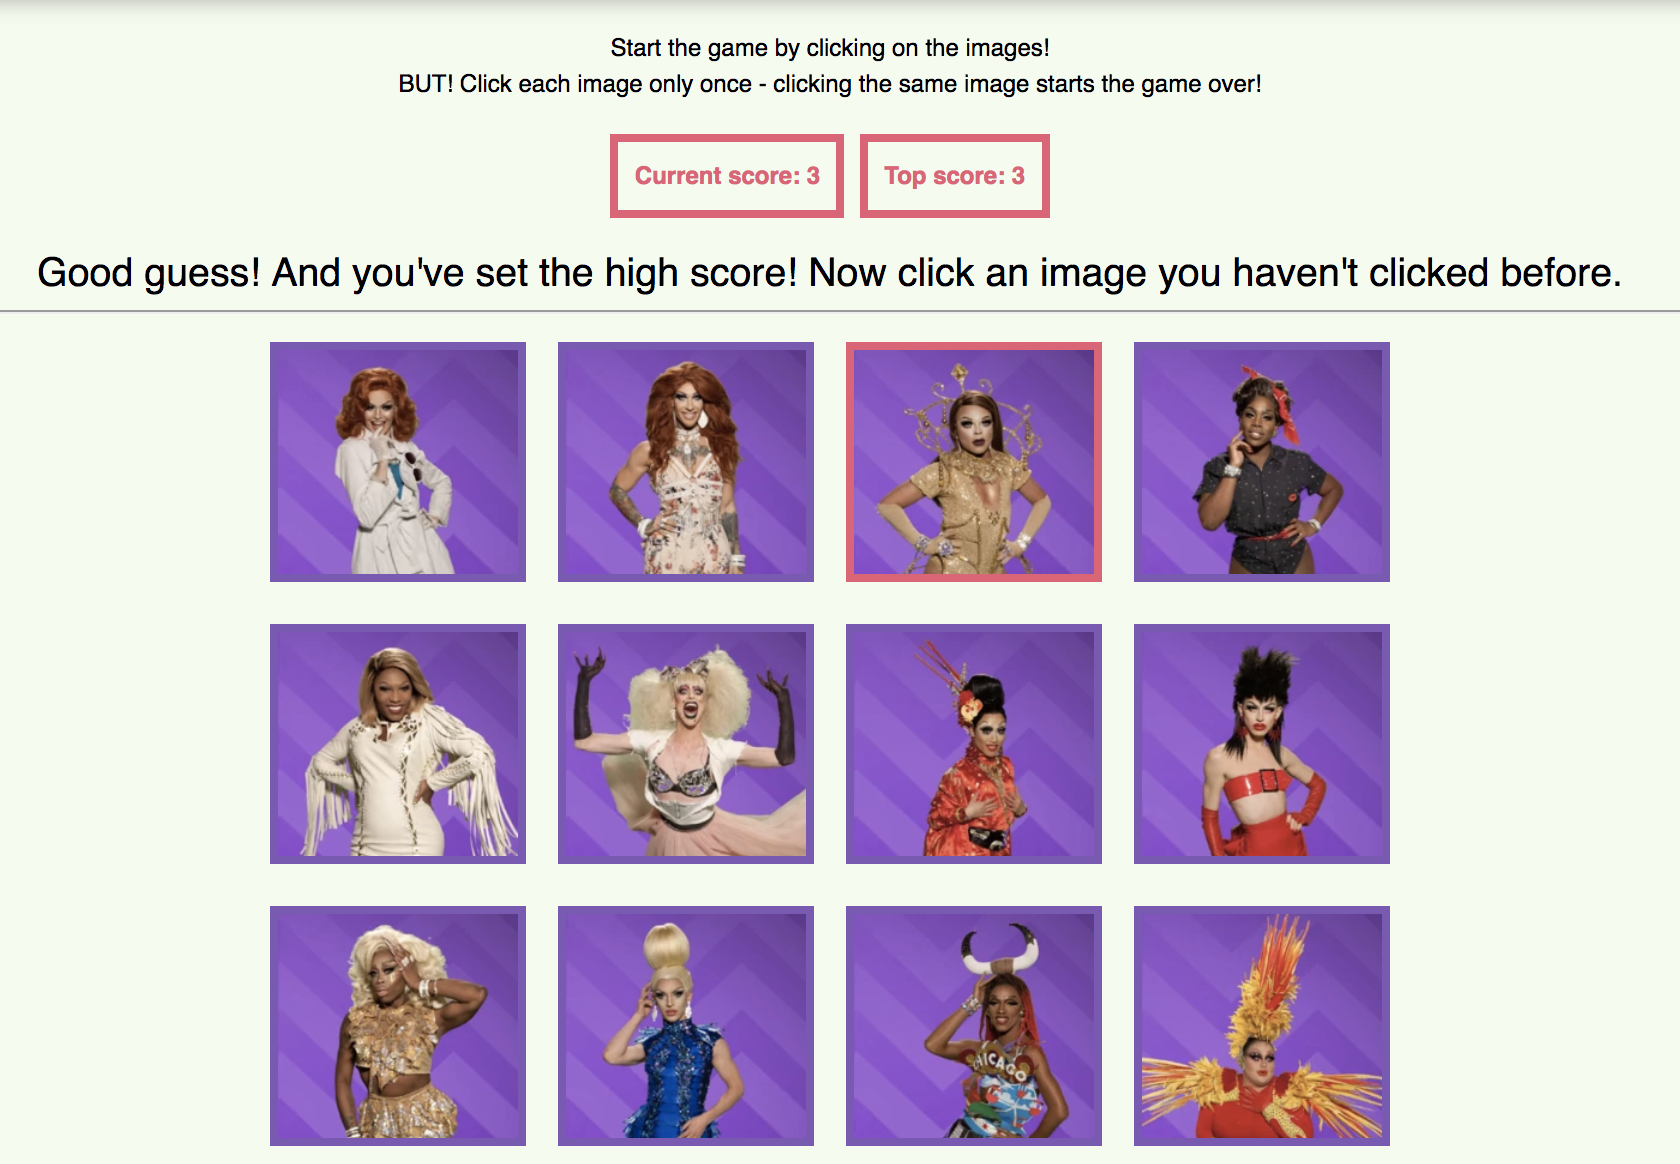 Start the game by clicking on the images!
BUT! Click each image only once - clicking the same image starts the game over!
Current score: 3
Top score: 3
Good guess! And you've set the high score! Now click an image you haven't clicked before.
CHICAGO